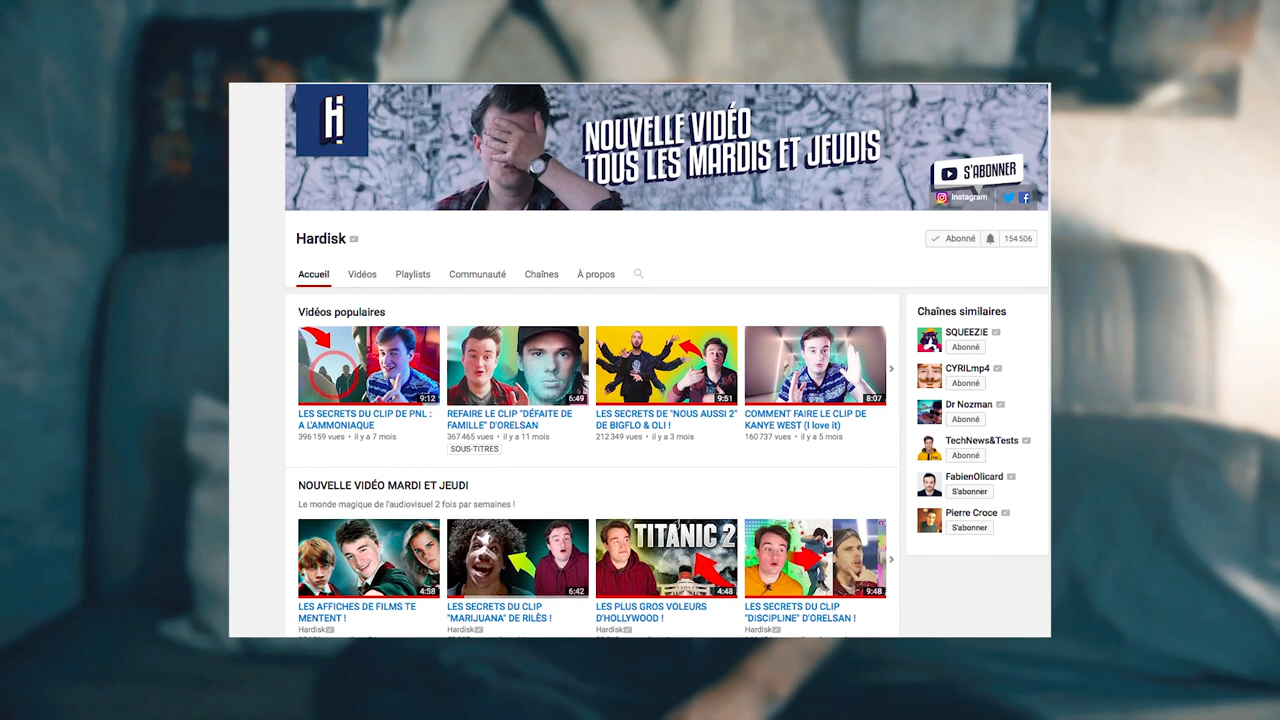 H
NOUVELLE VIDÉO
TOUS LES MARDIS ET JEUDIS
S'ABONNER
Instagram
Hardisk
Abonné 154 506
Accueil Vidéos Playlists Communauté Chaînes À propos
Vidéos populaires
9:12 6:49 9:51 8:07
LES SECRETS DU CLIP DE PNL :
A L'AMMONIAQUE
396 159 vues • il y a 7 mois
REFAIRE LE CLIP "DÉFAITE DE
FAMILLE" D'ORELSAN
367 465 vues • il y a 11 mois
SOUS-TITRES
LES SECRETS DE "NOUS AUSSI 2"
DE BIGFLO & OLI !
212 349 vues • il y a 3 mois
COMMENT FAIRE LE CLIP DE
KANYE WEST (I love it)
160 737 vues • il y a 5 mois
NOUVELLE VIDÉO MARDI ET JEUDI
Le monde magique de l'audiovisuel 2 fois par semaines !
TITANIC 2
4:58 6:42 4:48 9:48
LES AFFICHES DE FILMS TE
MENTENT !
Hardisk
LES SECRETS DU CLIP
"MARIJUANA" DE RILÈS !
Hardisk
LES PLUS GROS VOLEURS
D'HOLLYWOOD !
Hardisk
LES SECRETS DU CLIP
"DISCIPLINE" D'ORELSAN !
Hardisk
Chaînes similaires
SQUEEZIE
Abonné
CYRILmp4
Abonné
Dr Nozman
Abonné
TechNews&Tests
Abonné
FabienOlicard
S'abonner
Pierre Croce
S'abonner